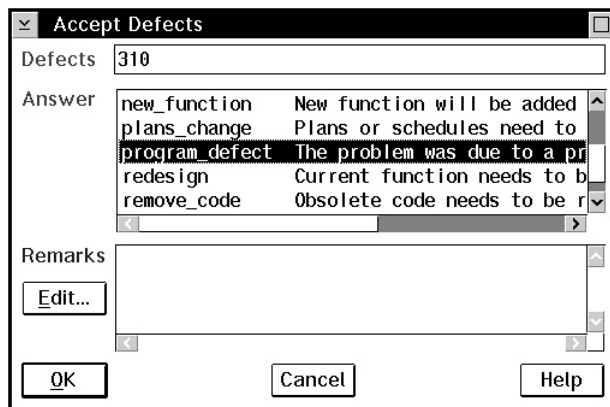 Accept Defects
Defects 310
Answer
new_function New function will be added
plans_change Plans or schedules need to
program_defect The problem was due to a pr
redesign Current function needs to b
remove_code Obsolete code needs to be r
Remarks
Edit...
OK Cancel Help